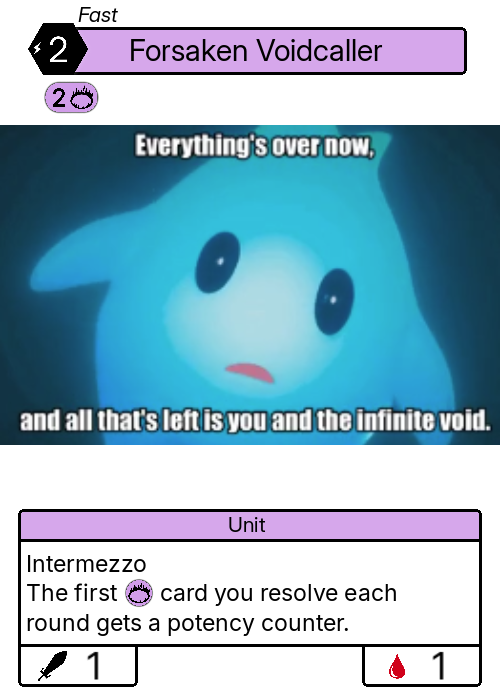 Fast
2 Forsaken Voidcaller
2
Everything's over now,
and all that's left is you and the infinite void.
Unit
Intermezzo
The first card you resolve each
round gets a potency counter.
1 1